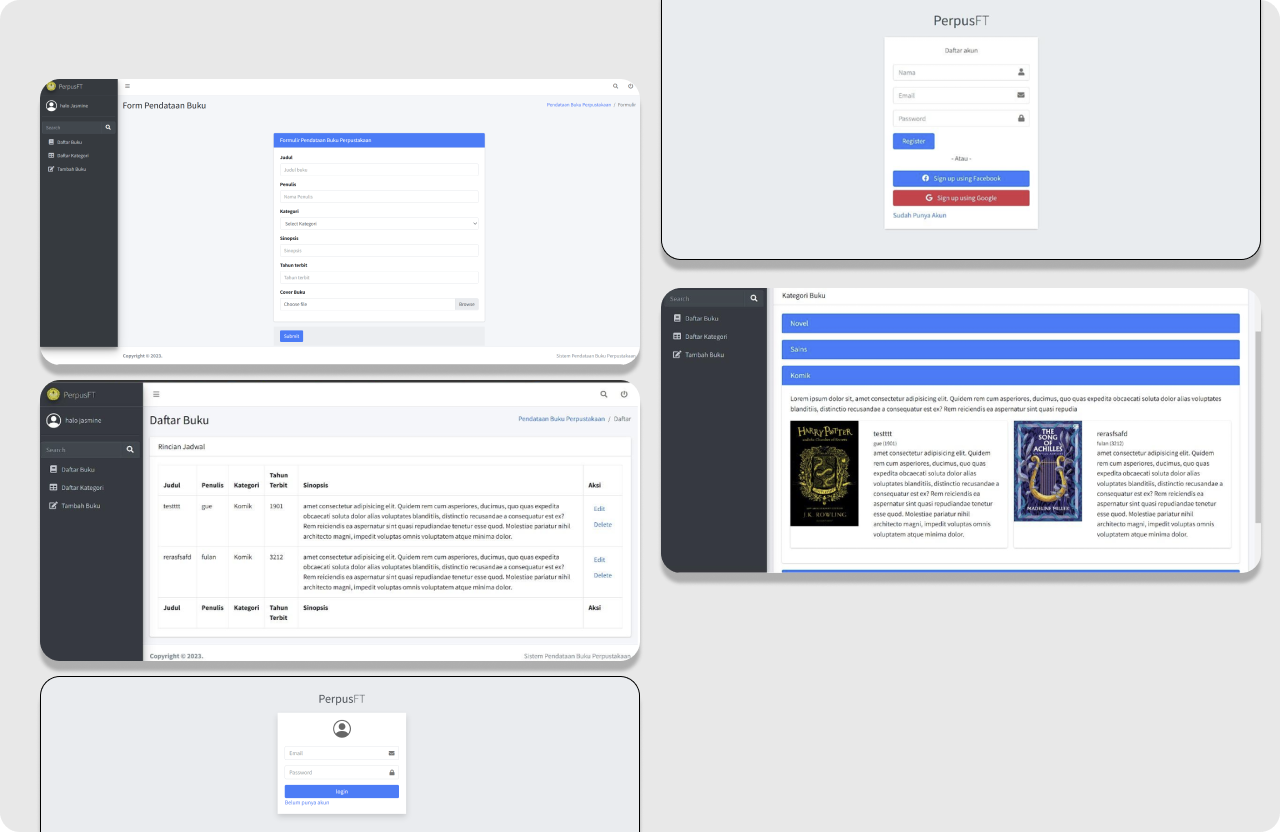 PerpusFT
halo Jasmine
Search
Daftar Buku
Daftar Kategori
Tambah Buku
Form Pendataan Buku
Pendataan Buku Perpustakaan / Formulir
Formulir Pendataan Buku Perpustakaan
Judul
Judul buku
Penulis
Nama Penulis
Kategori
Select Kategori
Sinopsis
Sinopsis
Tahun terbit
Tahun terbit
Cover Buku
Choose file
Browse
Submit
Copyright © 2023.
Sistem Pendataan Buku Perpustakaan
PerpusFT
halo jasmine
Search
Daftar Buku
Daftar Kategori
Tambah Buku
Daftar Buku
Pendataan Buku Perpustakaan / Daftar
Rincian Jadwal
Judul Penulis Kategori Tahun Terbit Sinopsis Aksi
testttt gue Komik 1901
amet consectetur adipisicing elit. Quidem rem cum asperiores, ducimus, quo quas expedita
obcaecati soluta dolor alias voluptates blanditiis, distinctio recusandae a consequatur est ex?
Rem reiciendis ea aspernatur sint quasi repudiandae tenetur esse quod. Molestiae pariatur nihil
architecto magni, impedit voluptas omnis voluptatem atque minima dolor.
Edit
Delete
rerasfsafd fulan Komik 3212
amet consectetur adipisicing elit. Quidem rem cum asperiores, ducimus, quo quas expedita
obcaecati soluta dolor alias voluptates blanditiis, distinctio recusandae a consequatur est ex?
Rem reiciendis ea aspernatur sint quasi repudiandae tenetur esse quod. Molestiae pariatur nihil
architecto magni, impedit voluptas omnis voluptatem atque minima dolor.
Edit
Delete
Judul Penulis Kategori Tahun Terbit Sinopsis Aksi
Copyright © 2023.
Sistem Pendataan Buku Perpustakaan
PerpusFT
Email
Password
login
Belum punya akun
PerpusFT
Daftar akun
Nama
Email
Password
Register
- Atau -
Sign up using Facebook
Sign up using Google
Sudah Punya Akun
Search
Daftar Buku
Daftar Kategori
Tambah Buku
Kategori Buku
Novel
Sains
Komik
Lorem ipsum dolor sit, amet consectetur adipisicing elit. Quidem rem cum asperiores, ducimus, quo quas expedita obcaecati soluta dolor alias voluptates
blanditiis, distinctio recusandae a consequatur est ex? Rem reiciendis ea aspernatur sint quasi repudia
HARRY POTTER
and the Chamber of Secrets
J.K. ROWLING
testttt
gue (1901)
amet consectetur adipisicing elit. Quidem
rem cum asperiores, ducimus, quo quas
expedita obcaecati soluta dolor alias
voluptates blanditiis, distinctio recusandae a
consequatur est ex? Rem reiciendis ea
aspernatur sint quasi repudiandae tenetur
esse quod. Molestiae pariatur nihil
architecto magni, impedit voluptas omnis
voluptatem atque minima dolor.
THE
SONG
OF
ACHILLES
MADELINE MILLER
rerasfsafd
fulan (3212)
amet consectetur adipisicing elit. Quidem
rem cum asperiores, ducimus, quo quas
expedita obcaecati soluta dolor alias
voluptates blanditiis, distinctio recusandae a
consequatur est ex? Rem reiciendis ea
aspernatur sint quasi repudiandae tenetur
esse quod. Molestiae pariatur nihil
architecto magni, impedit voluptas omnis
voluptatem atque minima dolor.